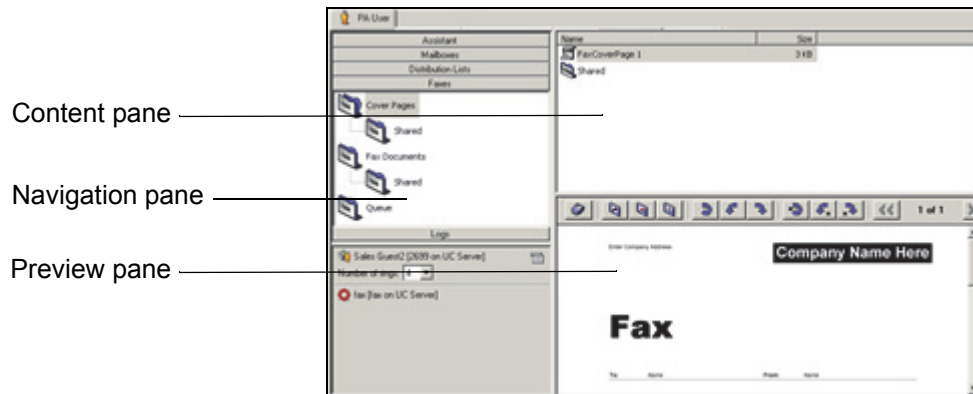 Content pane
Navigation pane
Preview pane
PA User
Assistant
Mailboxes
Distribution Lists
Faxes
Cover Pages
Shared
Fax Documents
Shared
Queue
Logs
Sales Guest2 [2699 on UC Server]
Number of rings: 4
fax [fax on UC Server]
Name Size
FaxCoverPage 1 3 KB
Shared
1 of 1
Enter Company Address
Company Name Here
Fax
To: Name From: Name